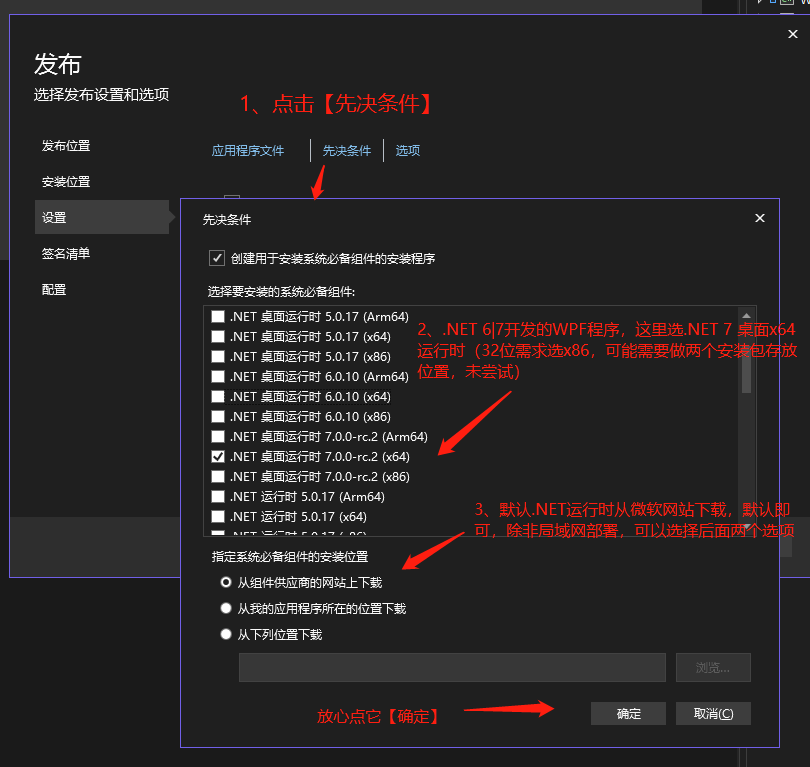 发布
选择发布设置和选项
1、点击【先决条件】
发布位置
安装位置
设置
签名清单
配置
应用程序文件
先决条件
选项
先决条件
创建用于安装系统必备组件的安装程序
选择要安装的系统必备组件:
.NET 桌面运行时 5.0.17 (Arm64)
.NET 桌面运行时 5.0.17 (x64)
.NET 桌面运行时 5.0.17 (x86)
.NET 桌面运行时 6.0.10 (Arm64)
.NET 桌面运行时 6.0.10 (x64)
.NET 桌面运行时 6.0.10 (x86)
.NET 桌面运行时 7.0.0-rc.2 (Arm64)
.NET 桌面运行时 7.0.0-rc.2 (x64)
.NET 桌面运行时 7.0.0-rc.2 (x86)
.NET 运行时 5.0.17 (Arm64)
.NET 运行时 5.0.17 (x64)
2、.NET 6|7开发的WPF程序，这里选.NET 7 桌面x64
运行时（32位需求选x86，可能需要做两个安装包存放
位置，未尝试）
3、默认.NET运行时从微软网站下载，默认即
可，除非局域网部署，可以选择后面两个选项
指定系统必备组件的安装位置
从组件供应商的网站上下载
从我的应用程序所在的位置下载
从下列位置下载
浏览...
放心点它【确定】
确定
取消(C)